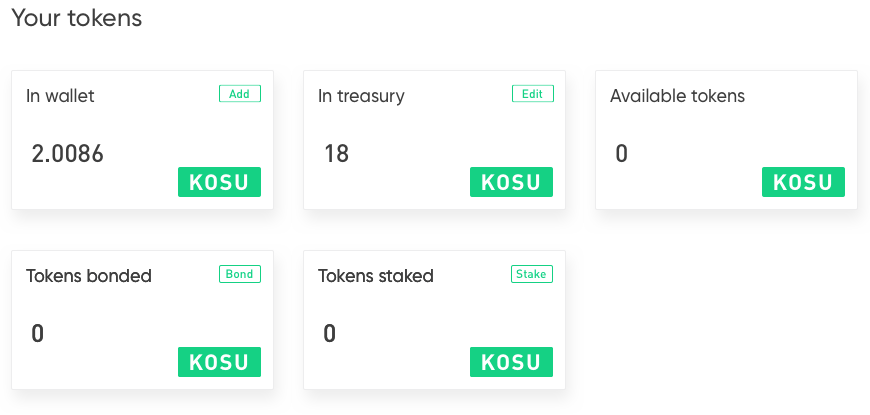 Your tokens
In wallet Add
In treasury Edit
Available tokens
2.0086
18
0
KOSU
KOSU
KOSU
Tokens bonded Bond
Tokens staked Stake
0
0
KOSU
KOSU